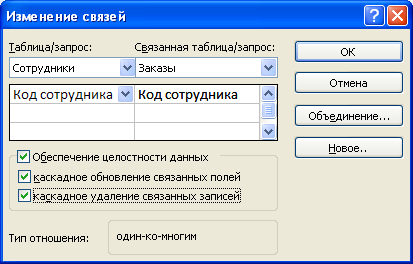 Изменение связей
Таблица/запрос: Связанная таблица/запрос:
Сотрудники Заказы
Код сотрудника Код сотрудника
Обеспечение целостности данных
каскадное обновление связанных полей
каскадное удаление связанных записей
Тип отношения: один-ко-многим
ОК
Отмена
Объединение...
Новое..